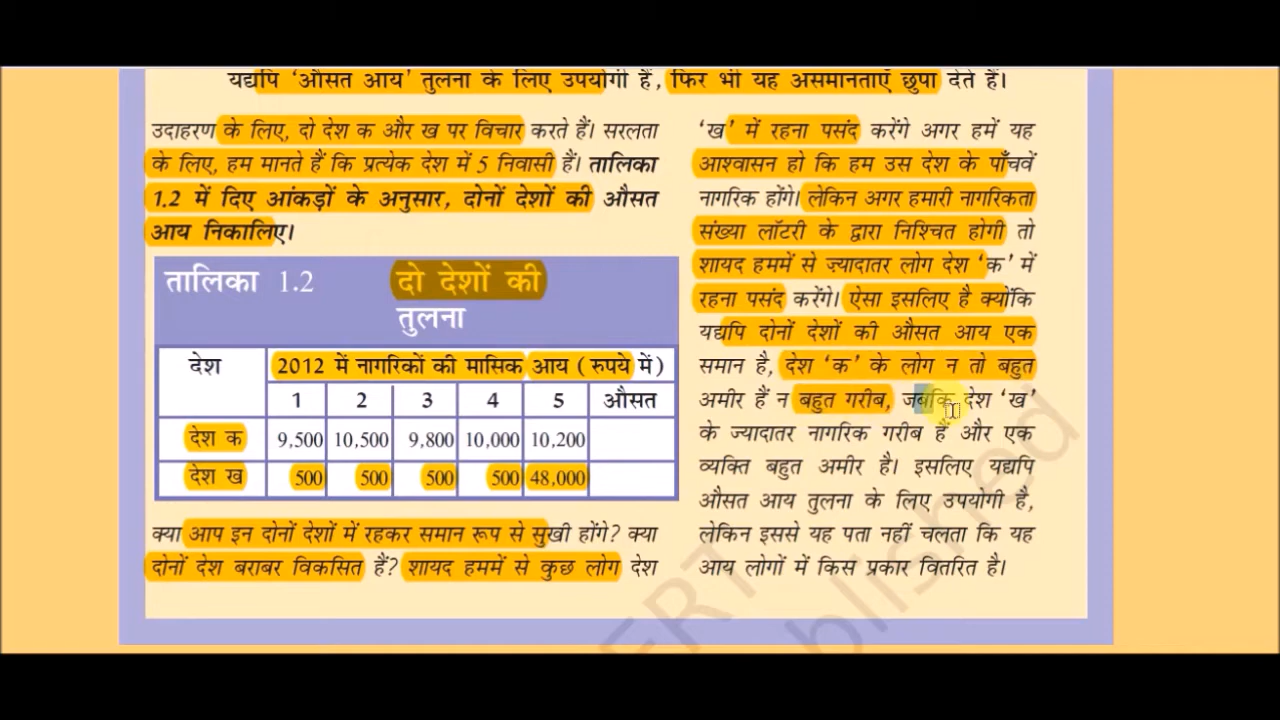 यद्यपि ‘औसत आय’ तुलना के लिए उपयोगी हैं, फिर भी यह असमानताएँ छुपा देते हैं।
उदाहरण के लिए, दो देश क और ख पर विचार करते हैं। सरलता
के लिए, हम मानते हैं कि प्रत्येक देश में 5 निवासी हैं। तालिका
1.2 में दिए आंकड़ों के अनुसार, दोनों देशों की औसत
आय निकालिए।
तालिका 1.2 दो देशों की
तुलना
देश 2012 में नागरिकों की मासिक आय (रुपये में)
1 2 3 4 5 औसत
देश क 9,500 10,500 9,800 10,000 10,200
देश ख 500 500 500 500 48,000
क्या आप इन दोनों देशों में रहकर समान रूप से सुखी होंगे? क्या
दोनों देश बराबर विकसित हैं? शायद हममें से कुछ लोग देश
‘ख’ में रहना पसंद करेंगे अगर हमें यह
आश्वासन हो कि हम उस देश के पाँचवें
नागरिक होंगे। लेकिन अगर हमारी नागरिकता
संख्या लॉटरी के द्वारा निश्चित होगी तो
शायद हममें से ज़्यादातर लोग देश ‘क’ में
रहना पसंद करेंगे। ऐसा इसलिए है क्योंकि
यद्यपि दोनों देशों की औसत आय एक
समान है, देश ‘क’ के लोग न तो बहुत
अमीर हैं न बहुत गरीब, जबकि देश ‘ख’
के ज्यादातर नागरिक गरीब हैं और एक
व्यक्ति बहुत अमीर है। इसलिए यद्यपि
औसत आय तुलना के लिए उपयोगी है,
लेकिन इससे यह पता नहीं चलता कि यह
आय लोगों में किस प्रकार वितरित है।